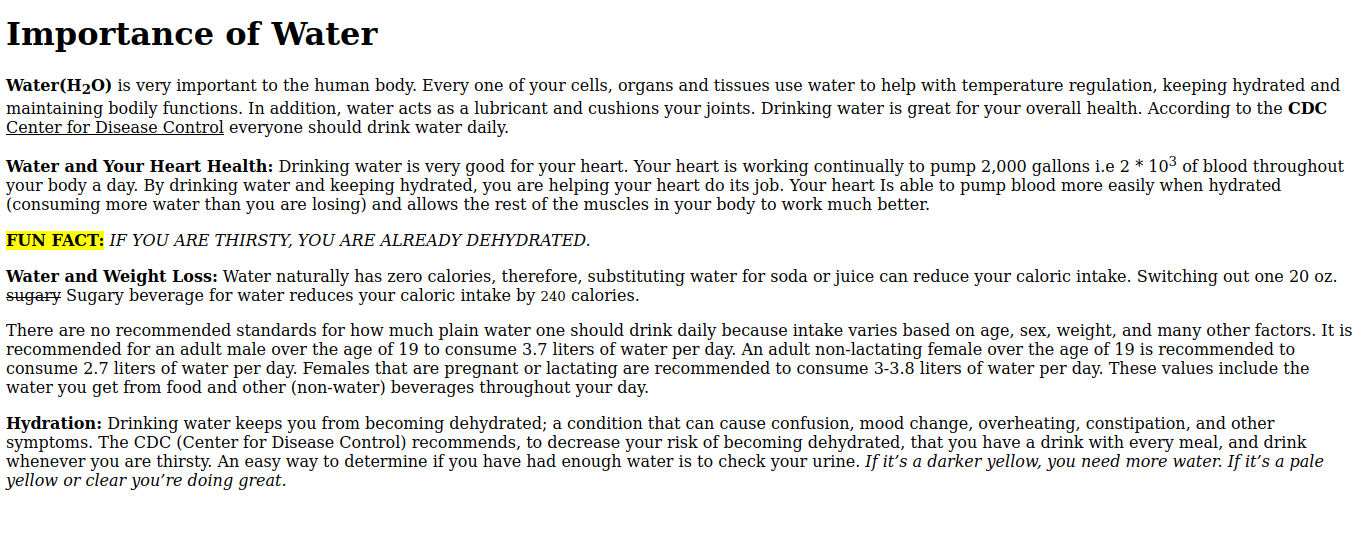 Importance of Water
Water(H₂O) is very important to the human body. Every one of your cells, organs and tissues use water to help with temperature regulation, keeping hydrated and
maintaining bodily functions. In addition, water acts as a lubricant and cushions your joints. Drinking water is great for your overall health. According to the CDC
Center for Disease Control everyone should drink water daily.
Water and Your Heart Health: Drinking water is very good for your heart. Your heart is working continually to pump 2,000 gallons i.e 2 * 10³ of blood throughout
your body a day. By drinking water and keeping hydrated, you are helping your heart do its job. Your heart Is able to pump blood more easily when hydrated
(consuming more water than you are losing) and allows the rest of the muscles in your body to work much better.
FUN FACT: IF YOU ARE THIRSTY, YOU ARE ALREADY DEHYDRATED.
Water and Weight Loss: Water naturally has zero calories, therefore, substituting water for soda or juice can reduce your caloric intake. Switching out one 20 oz.
sugary Sugary beverage for water reduces your caloric intake by 240 calories.
There are no recommended standards for how much plain water one should drink daily because intake varies based on age, sex, weight, and many other factors. It is
recommended for an adult male over the age of 19 to consume 3.7 liters of water per day. An adult non-lactating female over the age of 19 is recommended to
consume 2.7 liters of water per day. Females that are pregnant or lactating are recommended to consume 3-3.8 liters of water per day. These values include the
water you get from food and other (non-water) beverages throughout your day.
Hydration: Drinking water keeps you from becoming dehydrated; a condition that can cause confusion, mood change, overheating, constipation, and other
symptoms. The CDC (Center for Disease Control) recommends, to decrease your risk of becoming dehydrated, that you have a drink with every meal, and drink
whenever you are thirsty. An easy way to determine if you have had enough water is to check your urine. If it’s a darker yellow, you need more water. If it’s a pale
yellow or clear you’re doing great.